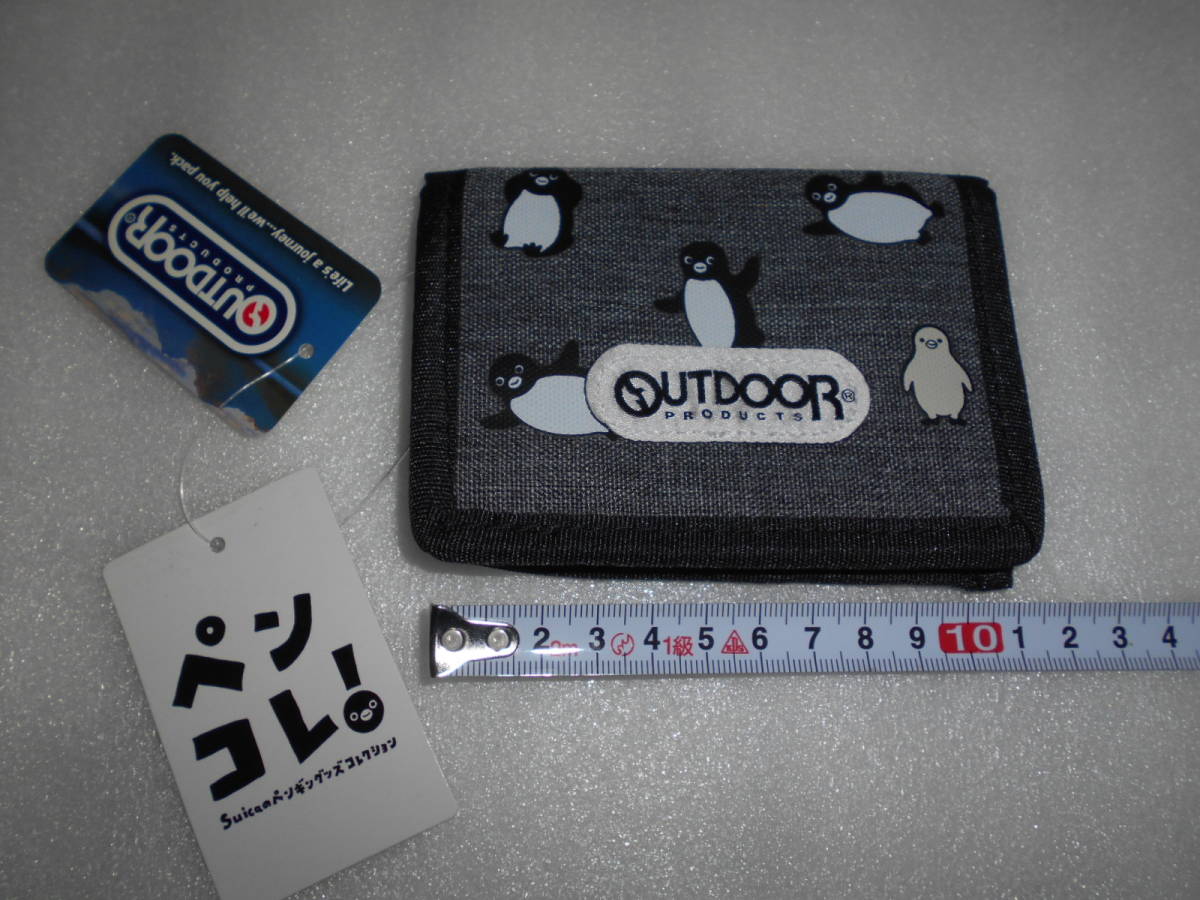 Life's a journey...we'll help you pack.
OUTDOOR®
PRODUCTS
OUTDOOR®
PRODUCTS
ペン
コレ!
Suicaのペンギングッズコレクション
2 3 4 1級 5 6 7 8 9 10 1 2 3 4